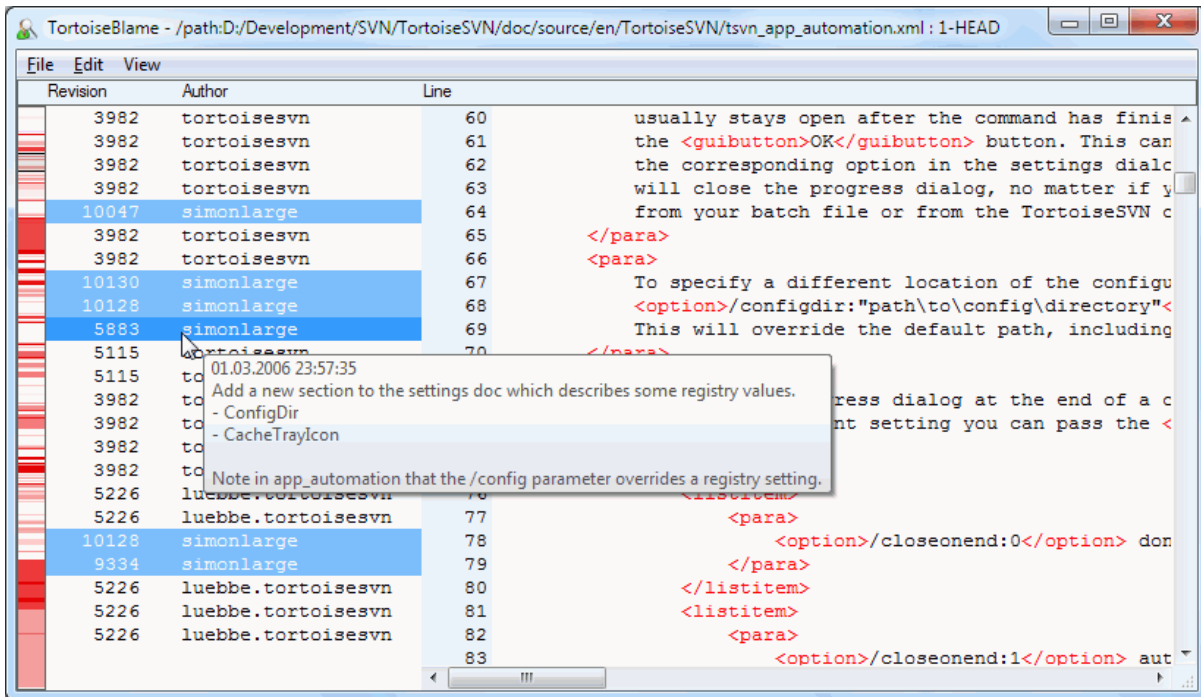 TortoiseBlame - /path:D:/Development/SVN/TortoiseSVN/doc/source/en/TortoiseSVN/tsvn_app_automation.xml : 1-HEAD
File Edit View
Revision Author Line
3982 tortoisesvn 60 usually stays open after the command has finis
3982 tortoisesvn 61 the <guibutton>OK</guibutton> button. This can
3982 tortoisesvn 62 the corresponding option in the settings dialo
3982 tortoisesvn 63 will close the progress dialog, no matter if y
10047 simonlarge 64 from your batch file or from the TortoiseSVN c
3982 tortoisesvn 65 </para>
3982 tortoisesvn 66 <para>
10130 simonlarge 67 To specify a different location of the configu
10128 simonlarge 68 <option>/configdir:"path\to\config\directory"<
5883 simonlarge 69 This will override the default path, including
5115 tortoisesvn 70 </para>
5115 to
3982 to ress dialog at the end of a c
3982 to nt setting you can pass the <
3982 to
3982 to
01.03.2006 23:57:35
Add a new section to the settings doc which describes some registry values.
- ConfigDir
- CacheTrayIcon
Note in app_automation that the /config parameter overrides a registry setting.
5226 luebbe.tortoisesvn 76 <listitem>
5226 luebbe.tortoisesvn 77 <para>
10128 simonlarge 78 <option>/closeonend:0</option> don
9334 simonlarge 79 </para>
5226 luebbe.tortoisesvn 80 </listitem>
5226 luebbe.tortoisesvn 81 <listitem>
5226 luebbe.tortoisesvn 82 <para>
83 <option>/closeonend:1</option> aut